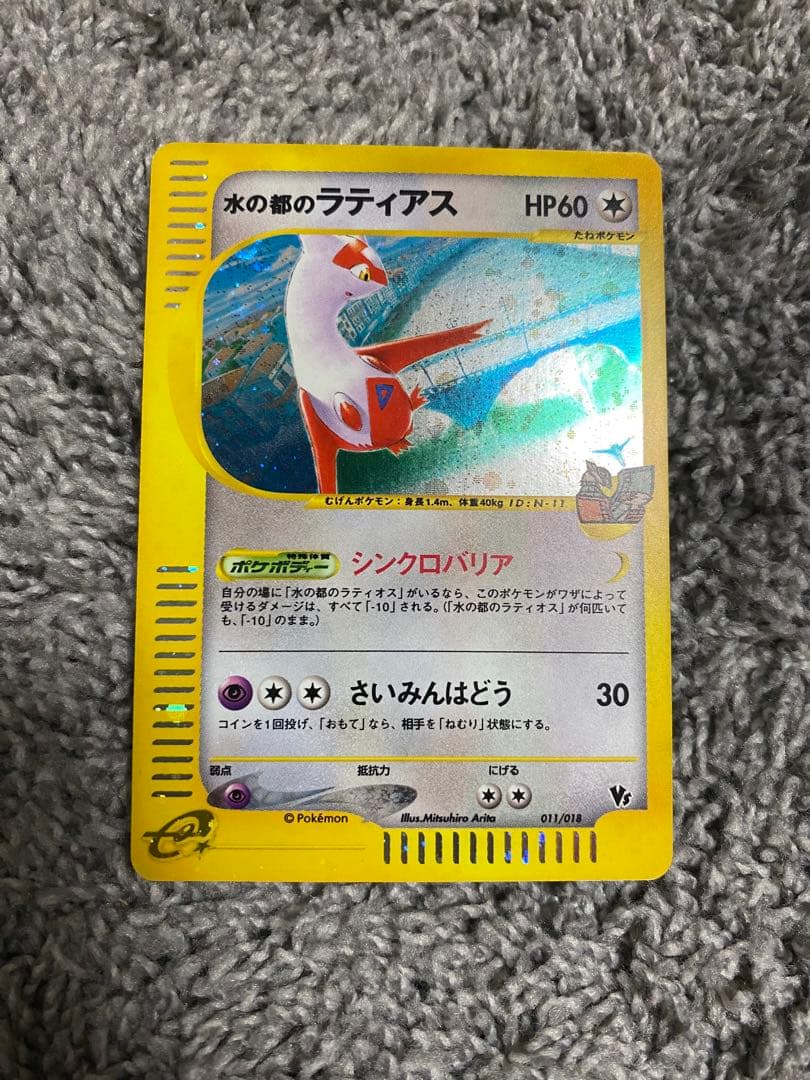 水の都のラティアス HP60
たねポケモン
むげんポケモン：身長1.4m、体重40kg ID：N-11
特殊体質
ポケボディー シンクロバリア
自分の場に「水の都のラティオス」がいるなら、このポケモンがワザによって
受けるダメージは、すべて「-10」される。（「水の都のラティオス」が何匹いて
も、「-10」のまま。）
さいみんはどう 30
コインを1回投げ、「おもて」なら、相手を「ねむり」状態にする。
弱点 抵抗力 にげる
©Pokémon Illus.Mitsuhiro Arita 011/018
Vs
e